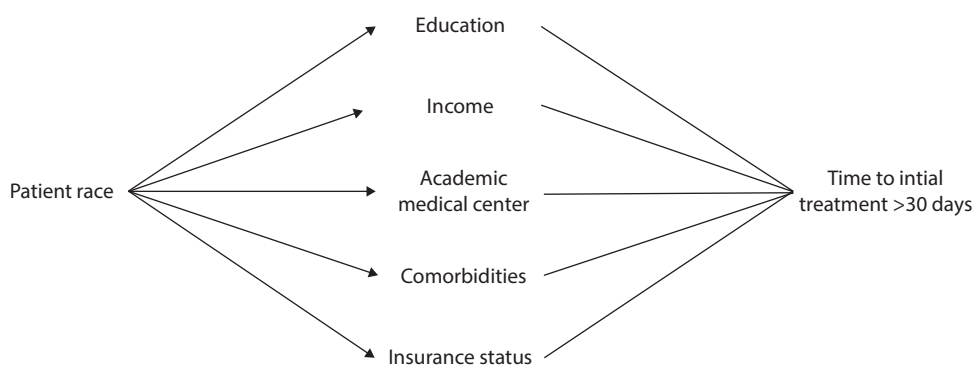 Education
Income
Patient race
Academic
medical center
Time to intial
treatment >30 days
Comorbidities
Insurance status